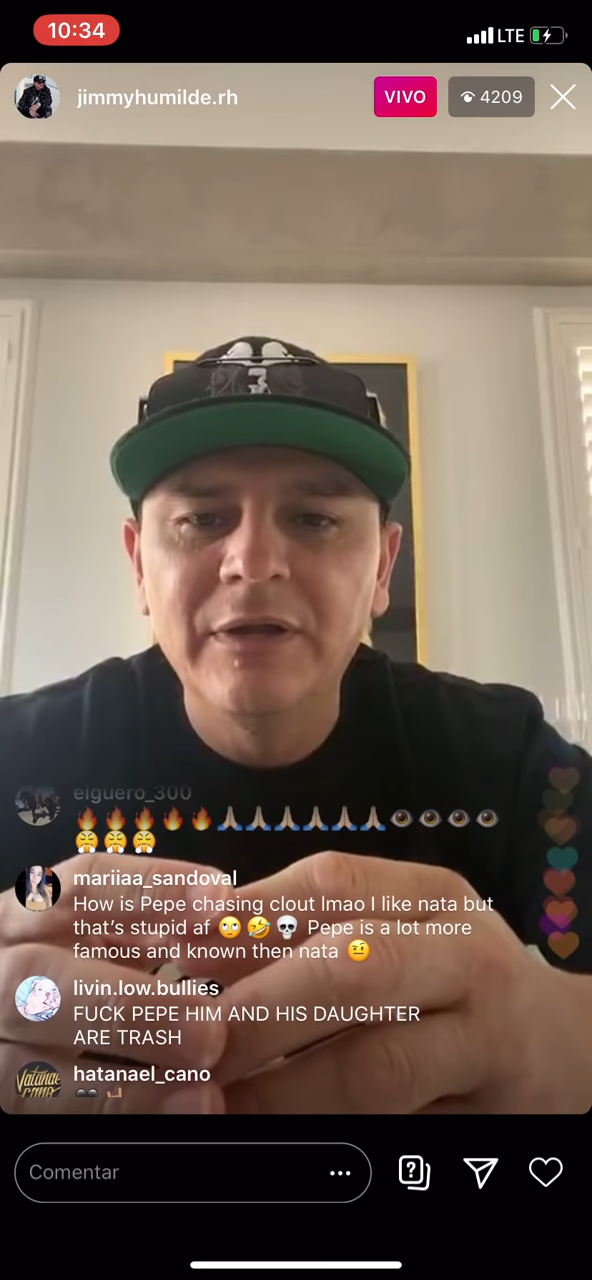 10:34
LTE
jimmyhumilde.rh
VIVO
4209
elguero_300
🔥🔥🔥🔥🔥🙏🏼🙏🏼🙏🏼🙏🏼🙏🏼🙏🏼👁👁👁👁
😤😤😤
mariiaa_sandoval
How is Pepe chasing clout lmao I like nata but
that's stupid af 🙄🤣💀 Pepe is a lot more
famous and known then nata 🤨
livin.low.bullies
FUCK PEPE HIM AND HIS DAUGHTER
ARE TRASH
hatanael_cano
Comentar